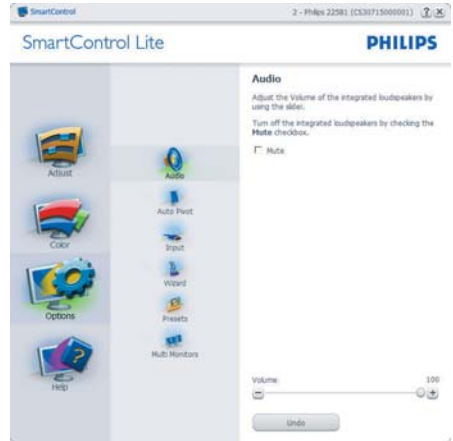 SmartControl
2 - Philips 225B1 (CS30715000001)
SmartControl Lite
PHILIPS
Adjust
Color
Options
Help
Audio
Auto Pivot
Input
Wizard
Presets
Multi Monitors
Audio
Adjust the Volume of the integrated loudspeakers by
using the slider.
Turn off the integrated loudspeakers by checking the
Mute checkbox.
Mute
Volume
100
Undo